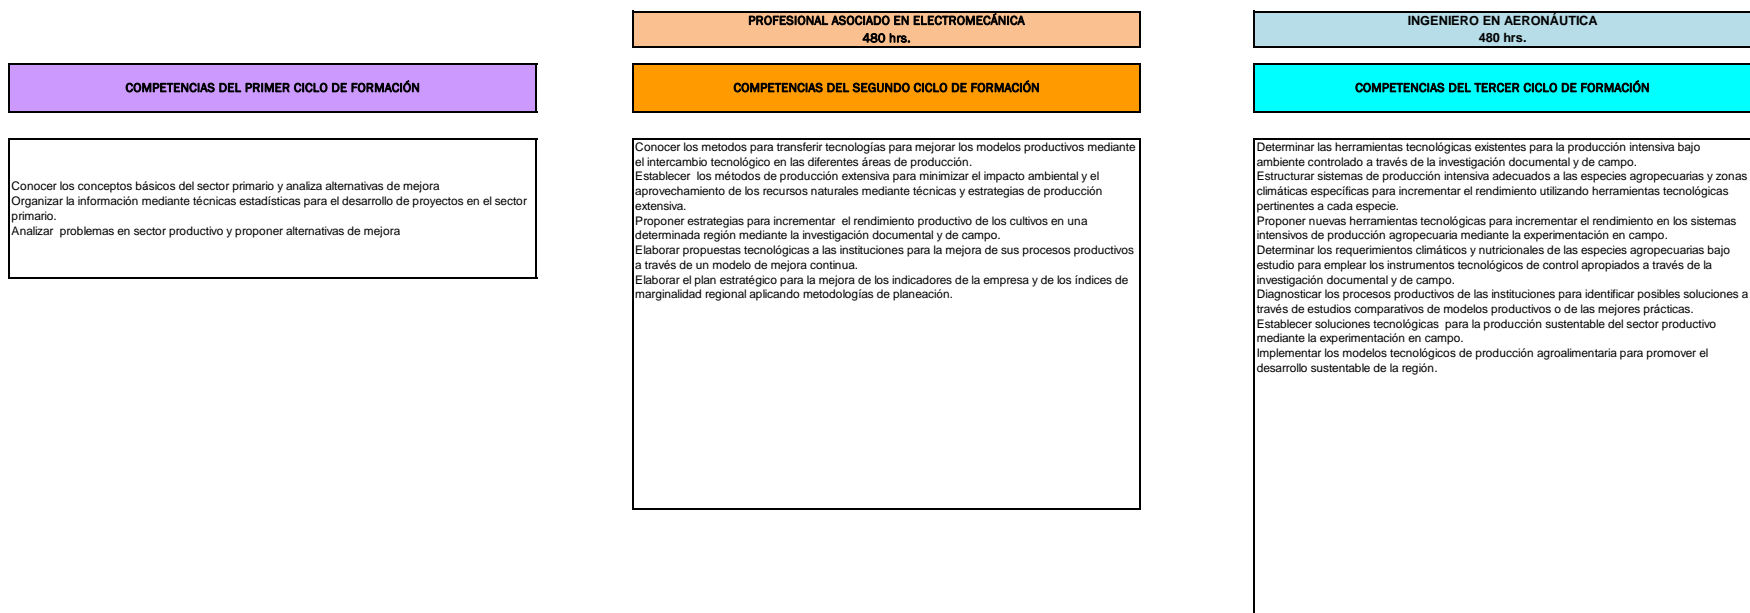 PROFESIONAL ASOCIADO EN ELECTROMECÁNICA
480 hrs.
INGENIERO EN AERONÁUTICA
480 hrs.
COMPETENCIAS DEL PRIMER CICLO DE FORMACIÓN
COMPETENCIAS DEL SEGUNDO CICLO DE FORMACIÓN
COMPETENCIAS DEL TERCER CICLO DE FORMACIÓN
Conocer los conceptos básicos del sector primario y analiza alternativas de mejora
Organizar la información mediante técnicas estadísticas para el desarrollo de proyectos en el sector
primario.
Analizar  problemas en sector productivo y proponer alternativas de mejora
Conocer los metodos para transferir tecnologías para mejorar los modelos productivos mediante
el intercambio tecnológico en las diferentes áreas de producción.
Establecer  los métodos de producción extensiva para minimizar el impacto ambiental y el
aprovechamiento de los recursos naturales mediante técnicas y estrategias de producción
extensiva.
Proponer estrategias para incrementar  el rendimiento productivo de los cultivos en una
determinada región mediante la investigación documental y de campo.
Elaborar propuestas tecnológicas a las instituciones para la mejora de sus procesos productivos
a través de un modelo de mejora continua.
Elaborar el plan estratégico para la mejora de los indicadores de la empresa y de los índices de
marginalidad regional aplicando metodologías de planeación.
Determinar las herramientas tecnológicas existentes para la producción intensiva bajo
ambiente controlado a través de la investigación documental y de campo.
Estructurar sistemas de producción intensiva adecuados a las especies agropecuarias y zonas
climáticas específicas para incrementar el rendimiento utilizando herramientas tecnológicas
pertinentes a cada especie.
Proponer nuevas herramientas tecnológicas para incrementar el rendimiento en los sistemas
intensivos de producción agropecuaria mediante la experimentación en campo.
Determinar los requerimientos climáticos y nutricionales de las especies agropecuarias bajo
estudio para emplear los instrumentos tecnológicos de control apropiados a través de la
investigación documental y de campo.
Diagnosticar los procesos productivos de las instituciones para identificar posibles soluciones a
través de estudios comparativos de modelos productivos o de las mejores prácticas.
Establecer soluciones tecnológicas  para la producción sustentable del sector productivo
mediante la experimentación en campo.
Implementar los modelos tecnológicos de producción agroalimentaria para promover el
desarrollo sustentable de la región.